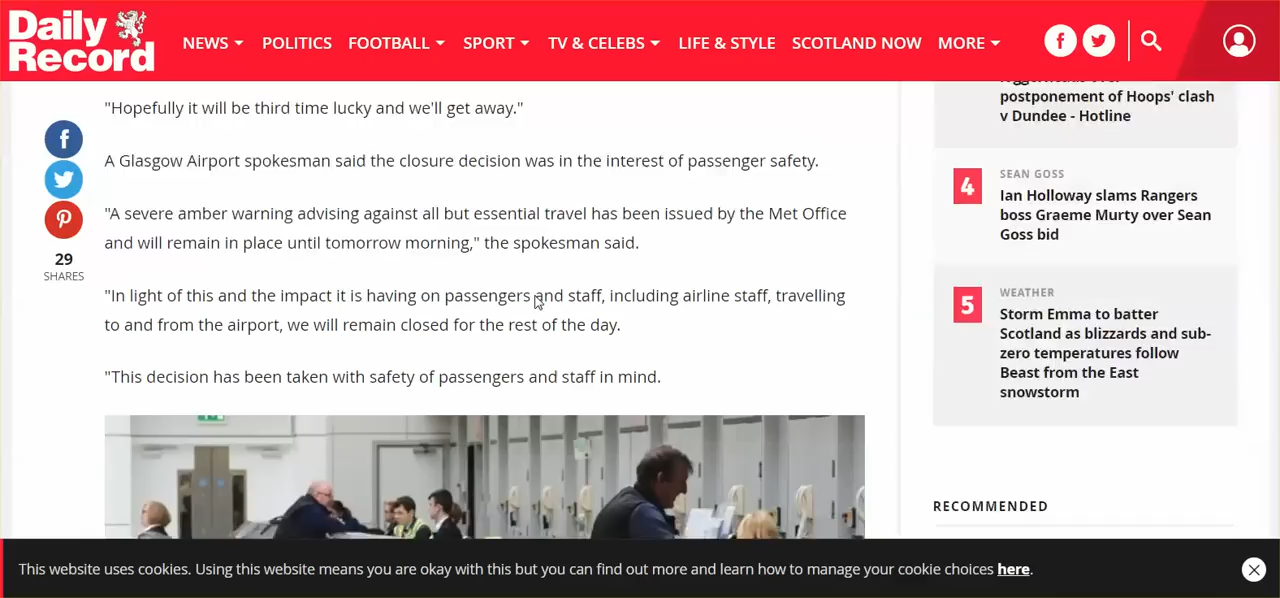 Daily
Record
NEWS
POLITICS
FOOTBALL
SPORT
TV & CELEBS
LIFE & STYLE
SCOTLAND NOW
MORE
"Hopefully it will be third time lucky and we'll get away."
A Glasgow Airport spokesman said the closure decision was in the interest of passenger safety.
"A severe amber warning advising against all but essential travel has been issued by the Met Office
and will remain in place until tomorrow morning," the spokesman said.
"In light of this and the impact it is having on passengers and staff, including airline staff, travelling
to and from the airport, we will remain closed for the rest of the day.
"This decision has been taken with safety of passengers and staff in mind.
29
SHARES
postponement of Hoops' clash
v Dundee - Hotline
4
SEAN GOSS
Ian Holloway slams Rangers
boss Graeme Murty over Sean
Goss bid
5
WEATHER
Storm Emma to batter
Scotland as blizzards and sub-
zero temperatures follow
Beast from the East
snowstorm
RECOMMENDED
This website uses cookies. Using this website means you are okay with this but you can find out more and learn how to manage your cookie choices here.